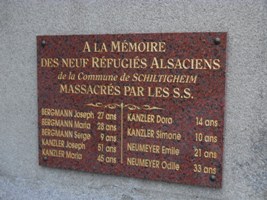 A LA MÉMOIRE
DES NEUF RÉFUGIÉS ALSACIENS
de la Commune de SCHILTIGHEIM
MASSACRÉS PAR LES S.S.
BERGMANN Joseph 27 ans
BERGMANN Maria 28 ans
BERGMANN Serge 9 ans
KANZLER Joseph 51 ans
KANZLER Maria 45 ans
KANZLER Dora 14 ans
KANZLER Simone 10 ans
NEUMEYER Emile 21 ans
NEUMEYER Odile 33 ans